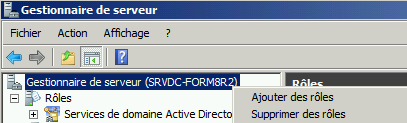 Gestionnaire de serveur
Fichier Action Affichage ?
Gestionnaire de serveur (SRVDC-FORM8R2)
Rôles
Rôles
Ajouter des rôles
Services de domaine Active Directo
Supprimer des rôles